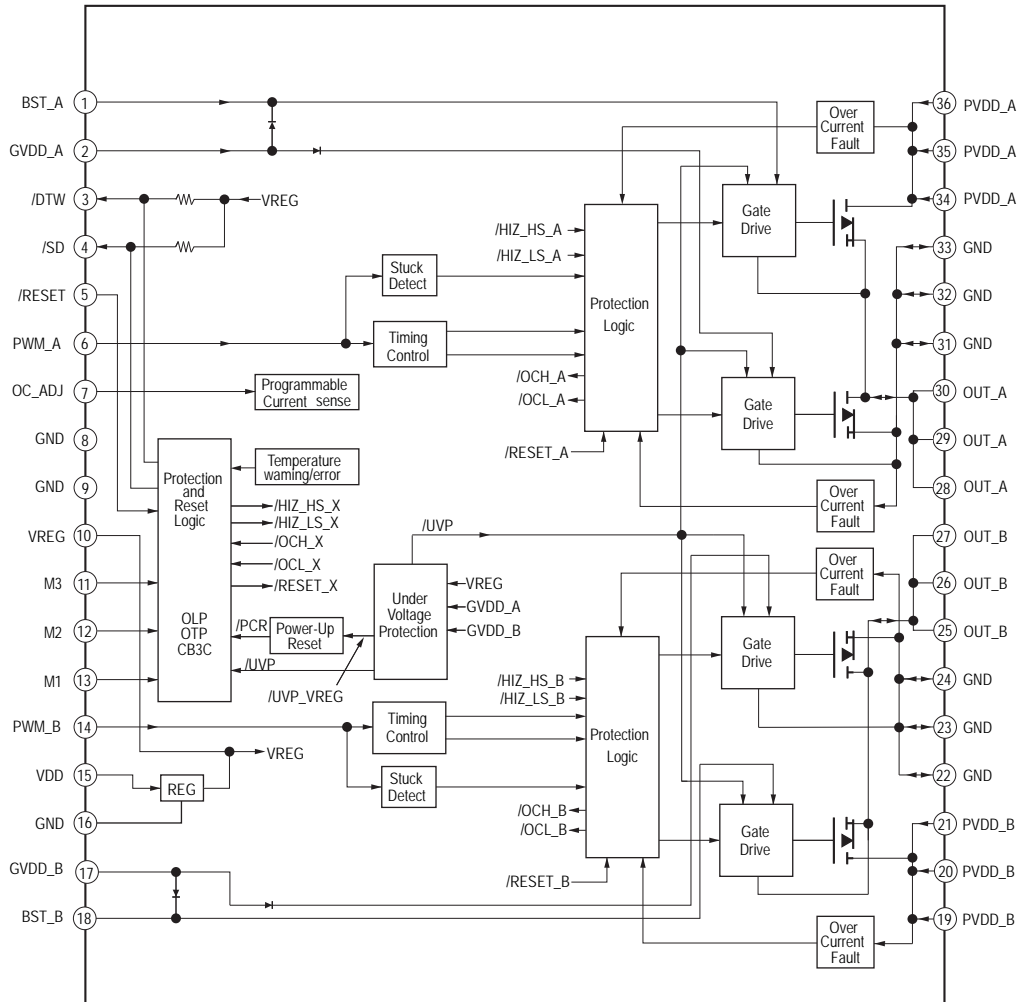 BST_A 1
GVDD_A 2
/DTW 3
VREG
/SD 4
/RESET 5
PWM_A 6
OC_ADJ 7
GND 8
GND 9
VREG 10
M3 11
M2 12
M1 13
PWM_B 14
VDD 15
GND 16
GVDD_B 17
BST_B 18
Stuck
Detect
Timing
Control
Programmable
Current sense
Temperature
waming/error
Protection
and
Reset
Logic
OLP
OTP
CB3C
/HIZ_HS_X
/HIZ_LS_X
/OCH_X
/OCL_X
/RESET_X
/PCR
Power-Up
Reset
/UVP
/UVP_VREG
/UVP
Under
Voltage
Protection
VREG
GVDD_A
GVDD_B
Timing
Control
Stuck
Detect
VREG
REG
/HIZ_HS_A
/HIZ_LS_A
Protection
Logic
/OCH_A
/OCL_A
/RESET_A
Gate
Drive
Gate
Drive
Over
Current
Fault
Over
Current
Fault
/HIZ_HS_B
/HIZ_LS_B
Protection
Logic
/OCH_B
/OCL_B
/RESET_B
Gate
Drive
Gate
Drive
Over
Current
Fault
Over
Current
Fault
36 PVDD_A
35 PVDD_A
34 PVDD_A
33 GND
32 GND
31 GND
30 OUT_A
29 OUT_A
28 OUT_A
27 OUT_B
26 OUT_B
25 OUT_B
24 GND
23 GND
22 GND
21 PVDD_B
20 PVDD_B
19 PVDD_B